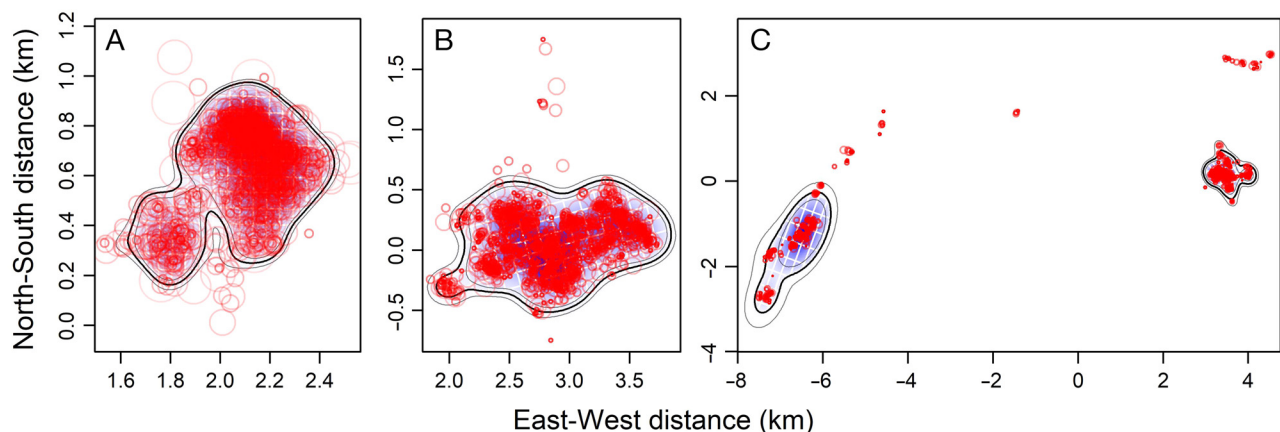 North–South distance (km)
A
1.2
1.0
0.8
0.6
0.4
0.2
0.0
1.6 1.8 2.0 2.2 2.4
B
1.5
1.0
0.5
0.0
−0.5
2.0 2.5 3.0 3.5
C
2
0
−2
−4
−8 −6 −4 −2 0 2 4
East-West distance (km)